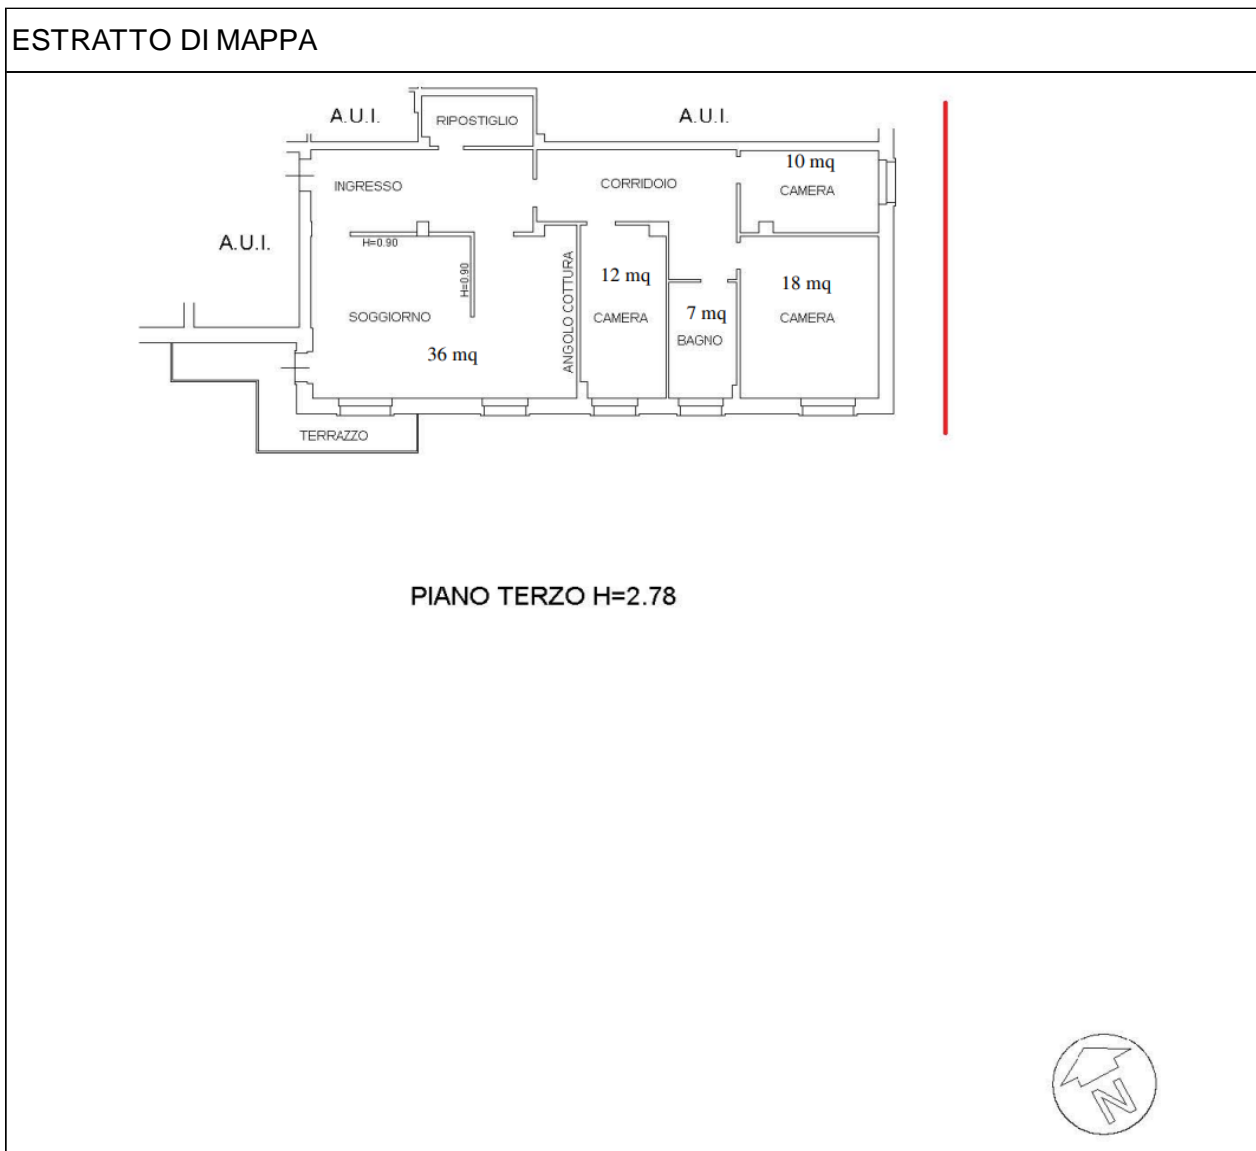 ESTRATTO DI MAPPA
A.U.I.
RIPOSTIGLIO
A.U.I.
10 mq
CAMERA
INGRESSO
CORRIDOIO
A.U.I.
H=0.90
H=0.90
ANGOLO COTTURA
12 mq
CAMERA
18 mq
CAMERA
7 mq
BAGNO
SOGGIORNO
36 mq
TERRAZZO
PIANO TERZO H=2.78
N